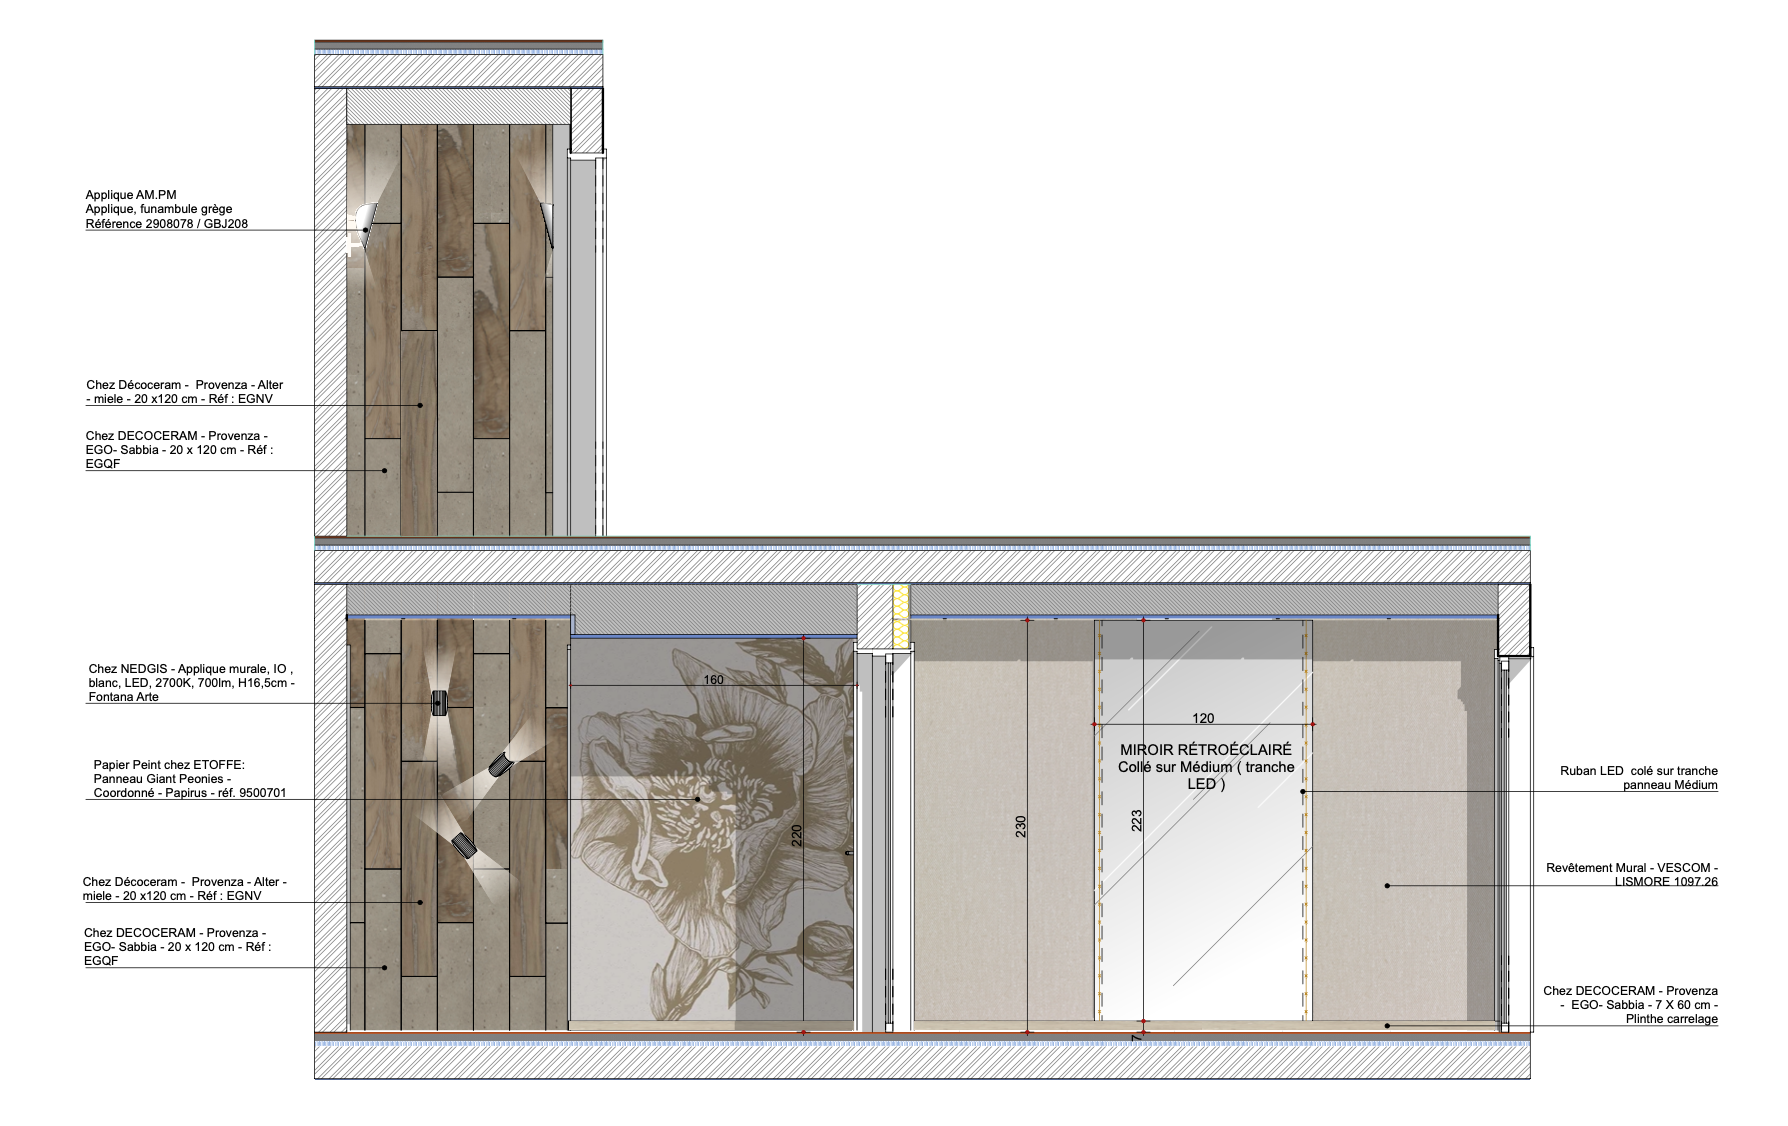 Applique AM.PM
Applique, funambule grège
Référence 2908078 / GBJ208
Chez Décoceram - Provenza - Alter
- miele - 20 x120 cm - Réf : EGNV
Chez DECOCERAM - Provenza -
EGO- Sabbia - 20 x 120 cm - Réf :
EGQF
Chez NEDGIS - Applique murale, IO ,
blanc, LED, 2700K, 700lm, H16,5cm -
Fontana Arte
Papier Peint chez ETOFFE:
Panneau Giant Peonies -
Coordonné - Papirus - réf. 9500701
Chez Décoceram - Provenza - Alter -
miele - 20 x120 cm - Réf : EGNV
Chez DECOCERAM - Provenza -
EGO- Sabbia - 20 x 120 cm - Réf :
EGQF
160
220
230
120
MIROIR RÉTROÉCLAIRÉ
Collé sur Médium ( tranche
LED )
223
7
Ruban LED colé sur tranche
panneau Médium
Revêtement Mural - VESCOM -
LISMORE 1097.26
Chez DECOCERAM - Provenza
- EGO- Sabbia - 7 X 60 cm -
Plinthe carrelage